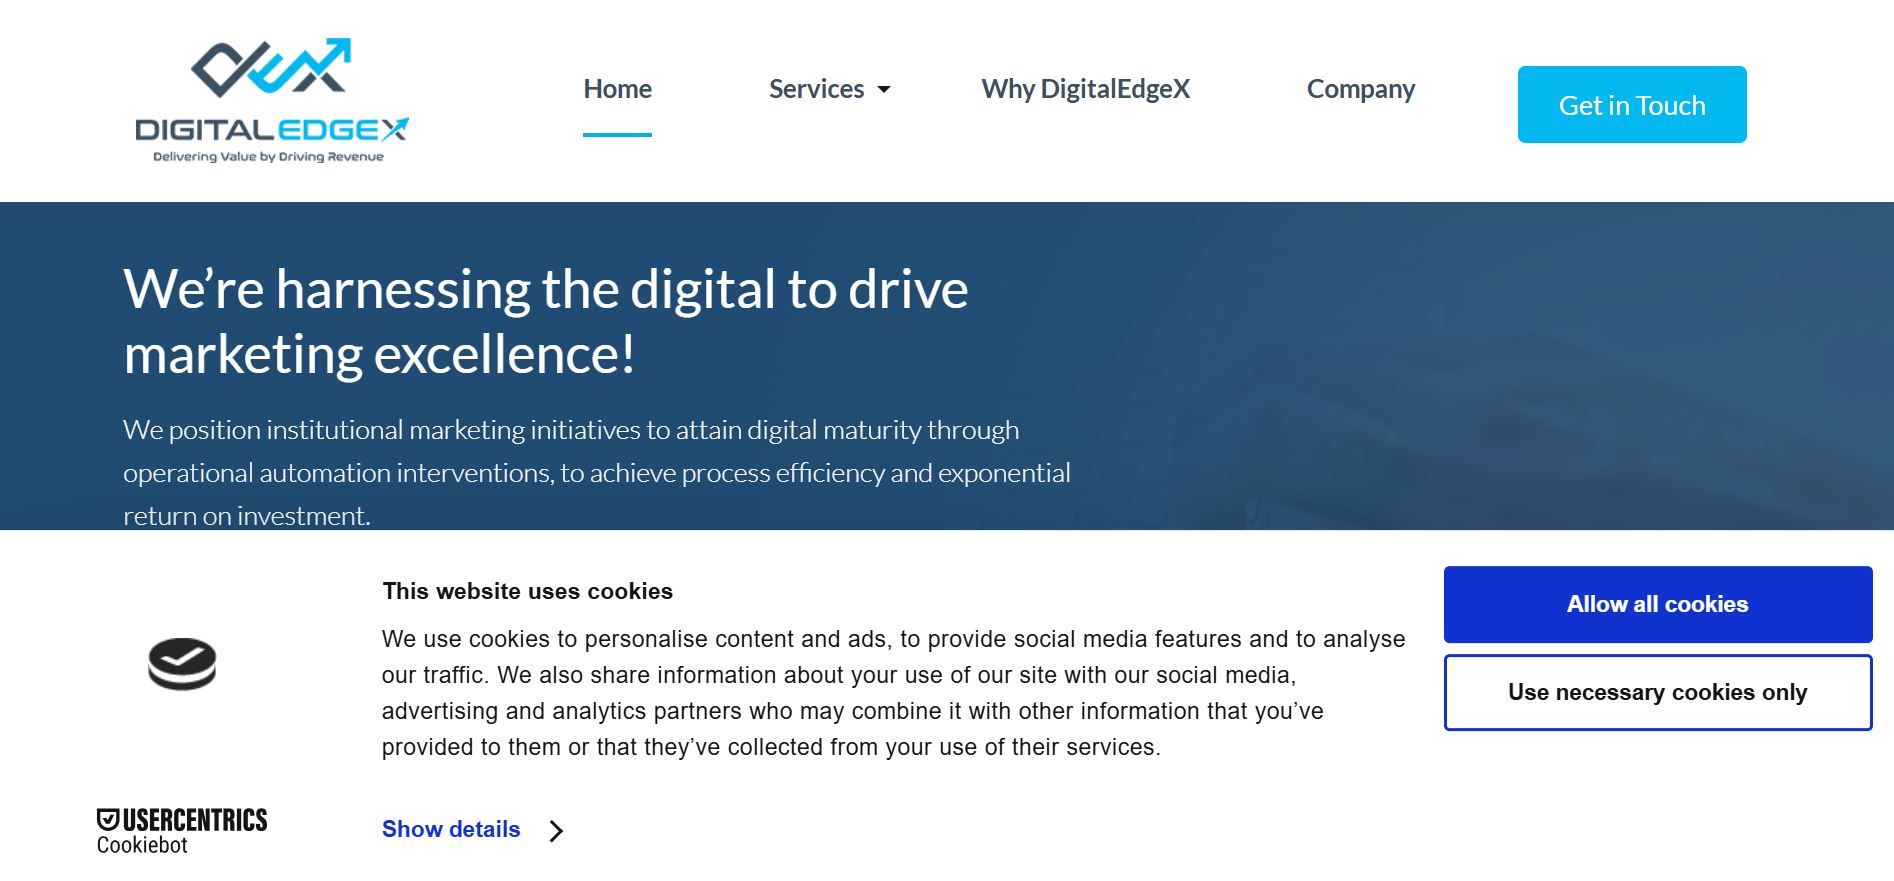 DIGITALEDGEX
Delivering Value by Driving Revenue
Home
Services
Why DigitalEdgeX
Company
Get in Touch
We’re harnessing the digital to drive
marketing excellence!
We position institutional marketing initiatives to attain digital maturity through
operational automation interventions, to achieve process efficiency and exponential
return on investment.
This website uses cookies
We use cookies to personalise content and ads, to provide social media features and to analyse
our traffic. We also share information about your use of our site with our social media,
advertising and analytics partners who may combine it with other information that you’ve
provided to them or that they’ve collected from your use of their services.
Show details
Allow all cookies
Use necessary cookies only
USERCENTRICS
Cookiebot